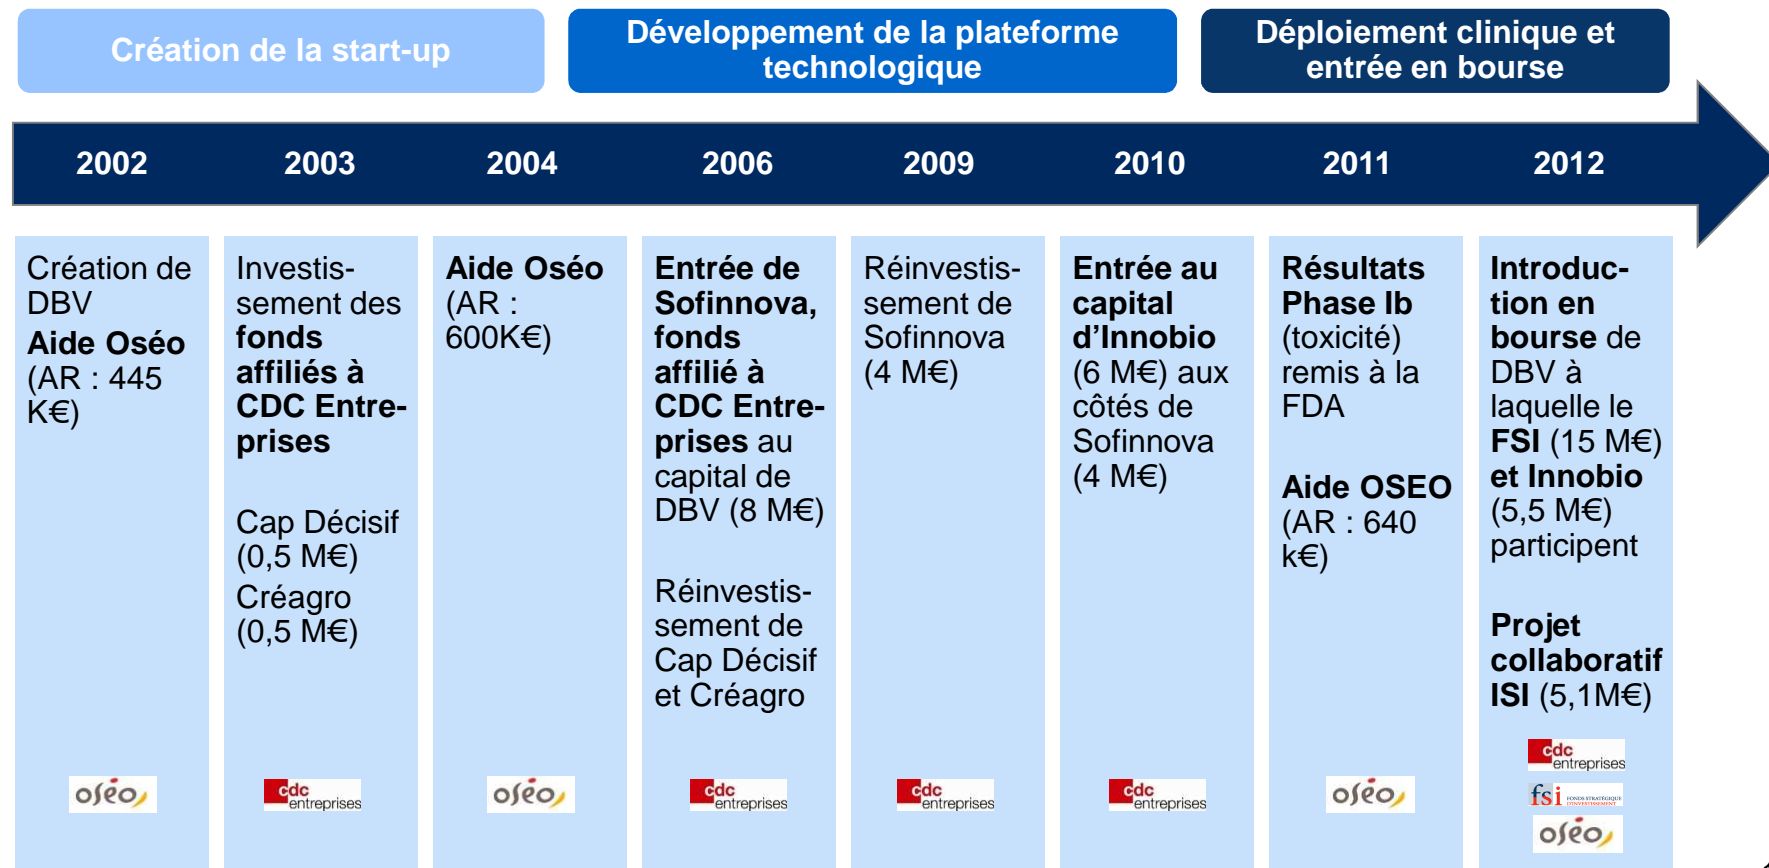 Création de la start-up
Développement de la plateforme
technologique
Déploiement clinique et
entrée en bourse
2002
2003
2004
2006
2009
2010
2011
2012
Création de
DBV
Aide Oséo
(AR : 445
K€)
oséo
Investis-
sement des
fonds
affiliés à
CDC Entre-
prises
Cap Décisif
(0,5 M€)
Créagro
(0,5 M€)
cdc
entreprises
Aide Oséo
(AR :
600K€)
oséo
Entrée de
Sofinnova,
fonds
affilié à
CDC Entre-
prises au
capital de
DBV (8 M€)
Réinvestis-
sement de
Cap Décisif
et Créagro
cdc
entreprises
Réinvestis-
sement de
Sofinnova
(4 M€)
cdc
entreprises
Entrée au
capital
d’Innobio
(6 M€) aux
côtés de
Sofinnova
(4 M€)
cdc
entreprises
Résultats
Phase Ib
(toxicité)
remis à la
FDA
Aide OSEO
(AR : 640
k€)
oséo
Introduc-
tion en
bourse de
DBV à
laquelle le
FSI (15 M€)
et Innobio
(5,5 M€)
participent
Projet
collaboratif
ISI (5,1M€)
cdc
entreprises
fsi FONDS STRATÉGIQUE
D'INVESTISSEMENT
oséo